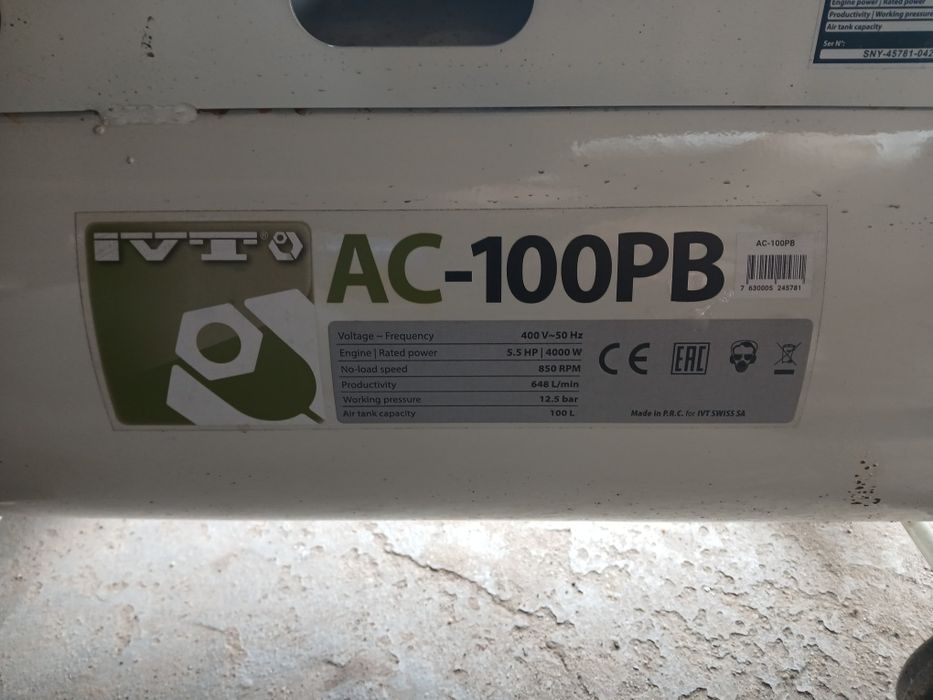 Engine power | Rated power
Productivity | Working pressure
Air tank capacity
Ser N°:
SNY-45781-042
IVT®
AC-100PB
AC-100PB
7 630005 245781
Voltage ~ Frequency 400 V~50 Hz
Engine | Rated power 5.5 HP | 4000 W
No-load speed 850 RPM
Productivity 648 L/min
Working pressure 12.5 bar
Air tank capacity 100 L
CE
EAC
Made in P.R.C. for IVT SWISS SA